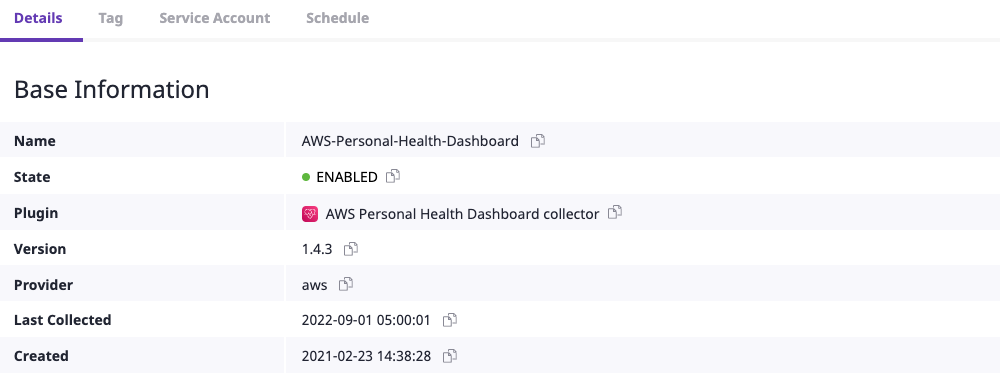 Details Tag Service Account Schedule
Base Information
Name AWS-Personal-Health-Dashboard
State ENABLED
Plugin AWS Personal Health Dashboard collector
Version 1.4.3
Provider aws
Last Collected 2022-09-01 05:00:01
Created 2021-02-23 14:38:28